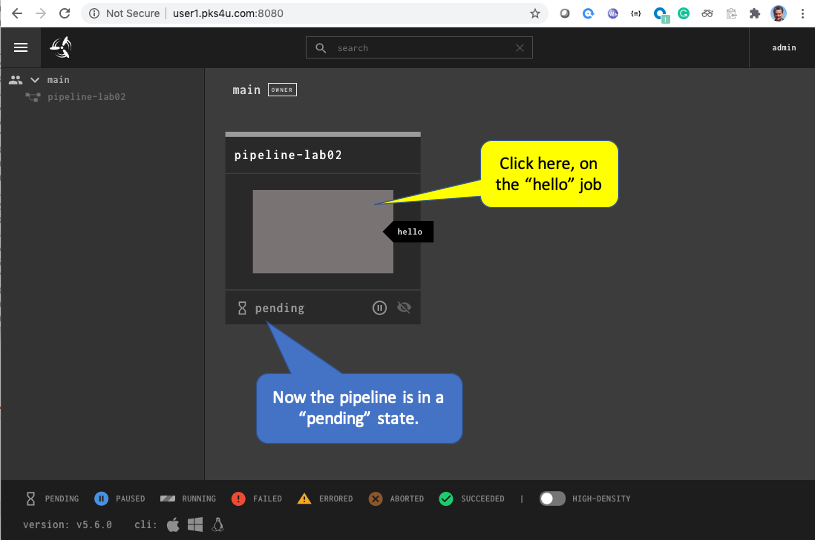 Not Secure | user1.pks4u.com:8080
search
admin
main
pipeline-lab02
main OWNER
pipeline-lab02
Click here, on
the “hello” job
hello
pending
Now the pipeline is in a
“pending” state.
PENDING PAUSED RUNNING FAILED ERRORED ABORTED SUCCEEDED | HIGH-DENSITY
version: v5.6.0 cli: